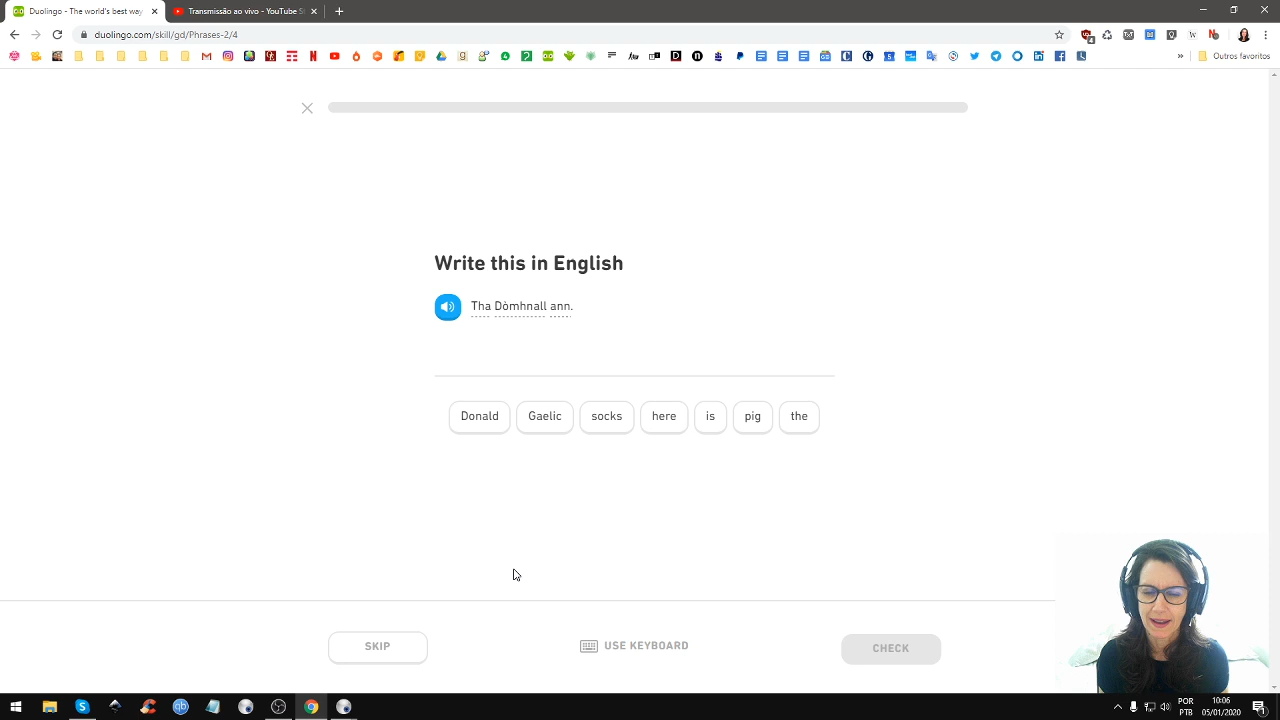 Duolingo - The world's best way
Transmissão ao vivo - YouTube St
duolingo.com/skill/gd/Phrases-2/4
Outros favoritos
Write this in English
Tha Dòmhnall ann.
Donald Gaelic socks here is pig the
SKIP USE KEYBOARD CHECK
POR 10:06
PTB 05/01/2020